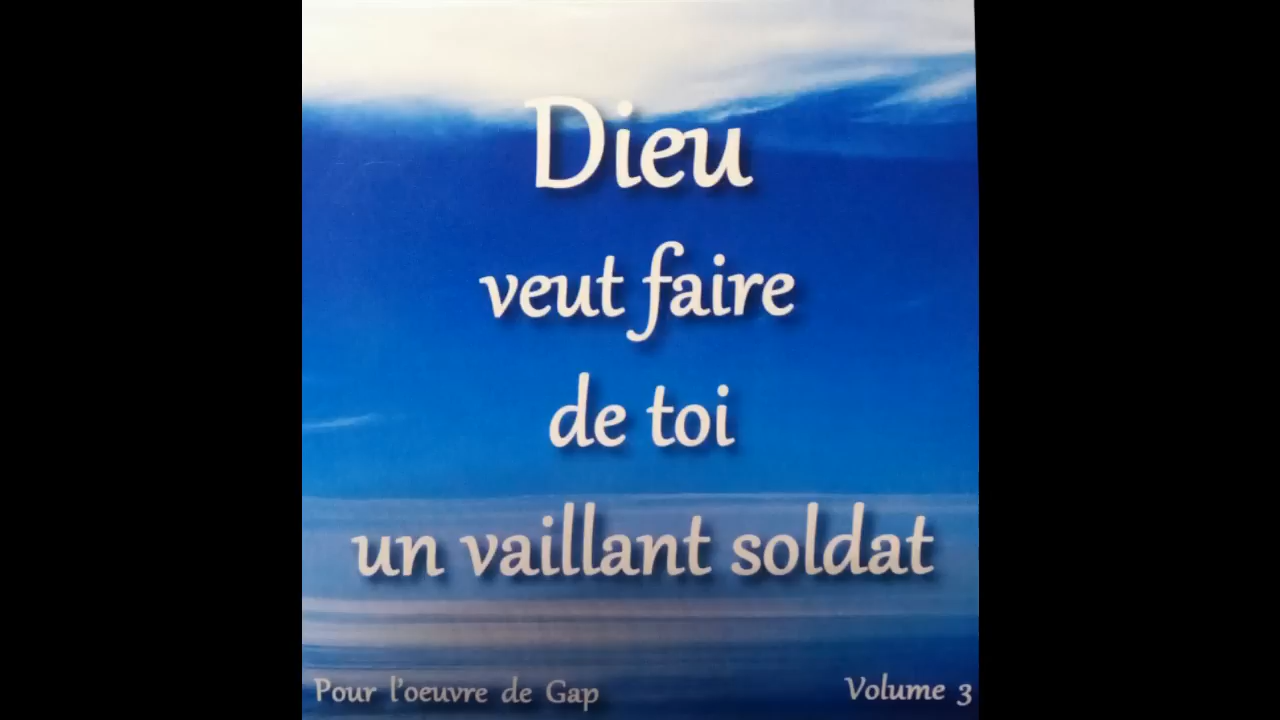 Dieu
veut faire
de toi
un vaillant soldat
Pour l'oeuvre de Gap
Volume 3